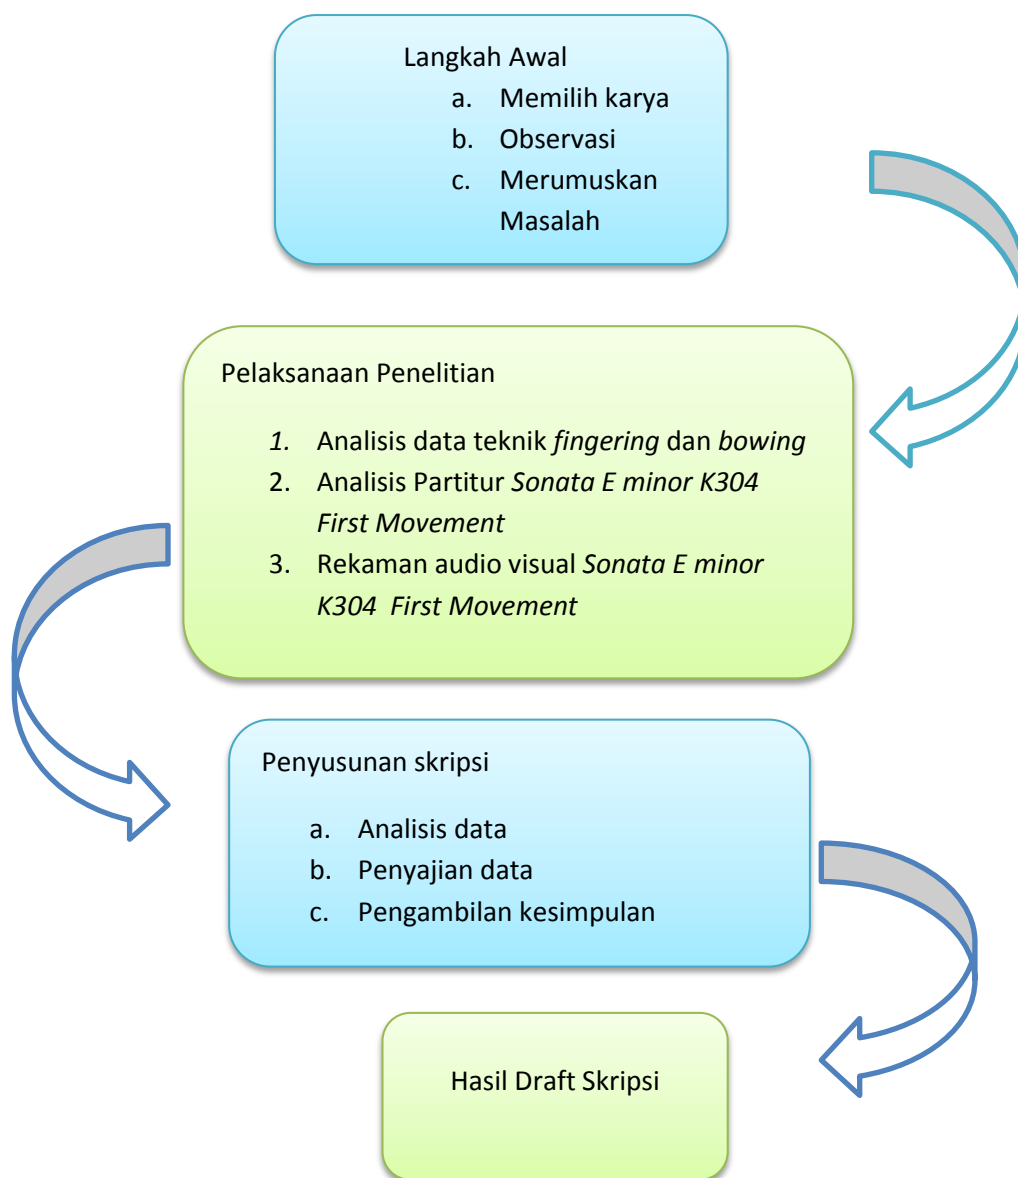 Langkah Awal
a. Memilih karya
b. Observasi
c. Merumuskan
Masalah
Pelaksanaan Penelitian
1. Analisis data teknik fingering dan bowing
2. Analisis Partitur Sonata E minor K304
First Movement
3. Rekaman audio visual Sonata E minor
K304 First Movement
Penyusunan skripsi
a. Analisis data
b. Penyajian data
c. Pengambilan kesimpulan
Hasil Draft Skripsi